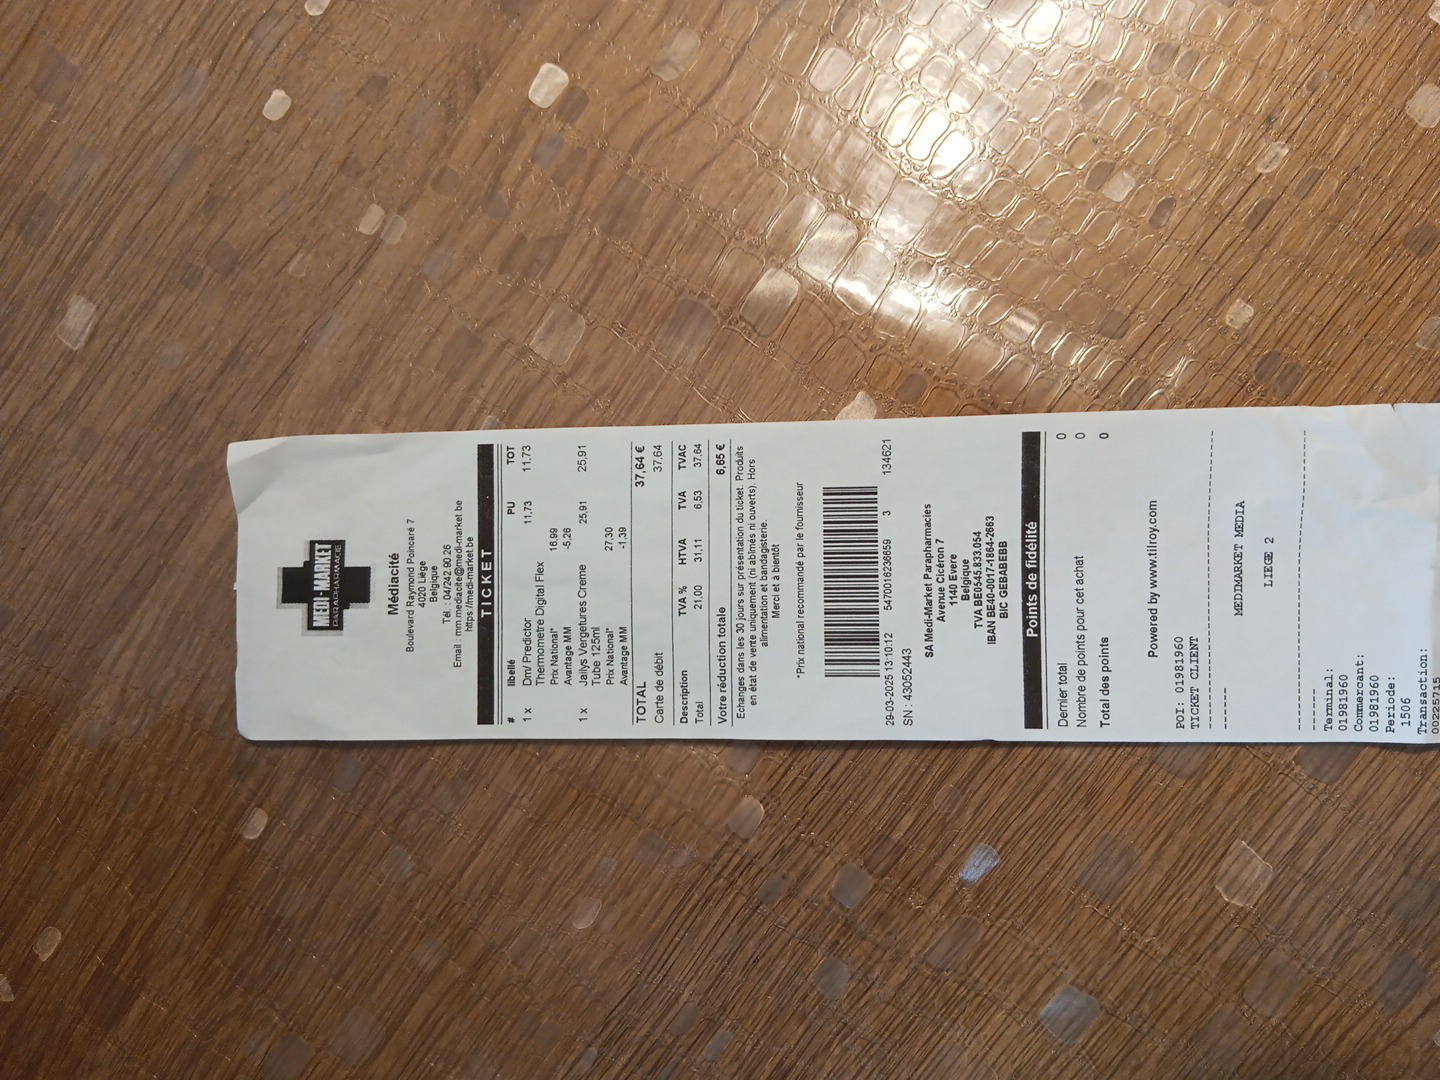 MEDI-MARKET
PARAPHARMACIE
Médiacité
Boulevard Raymond Poincaré 7
4020 Liège
Belgique
Tél. : 04/242.90.26
Email : mm.mediacite@medi-market.be
https://medi-market.be
TICKET
# libellé PU TOT
1 x Dm/ Predictor 11,73 11,73
Thermometre Digital Flex
Prix National* 16,99
Avantage MM -5,26
1 x Jaïlys Vergetures Creme 25,91 25,91
Tube 125ml
Prix National* 27,30
Avantage MM -1,39
TOTAL 37,64 €
Carte de débit 37,64
Description TVA % HTVA TVA TVAC
Total 21,00 31,11 6,53 37,64
Votre réduction totale 6,65 €
Echanges dans les 30 jours sur présentation du ticket. Produits
en état de vente uniquement (ni abîmés ni ouverts). Hors
alimentation et bandagisterie.
Merci et à bientôt
*Prix national recommandé par le fournisseur
29-03-2025 13:10:12 5470016236659 3 134621
SN : 43052443
SA Medi-Market Parapharmacies
Avenue Cicéron 7
1140 Evere
Belgique
TVA BE0545.833.054
IBAN BE40-0017-1864-2663
BIC GEBABEBB
Points de fidélité
Dernier total 0
Nombre de points pour cet achat 0
Total des points 0
Powered by www.tilroy.com
POI: 01981960
TICKET CLIENT
MEDIMARKET MEDIA
LIEGE 2
Terminal:
01981960
Commercant:
01981960
Periode:
1506
Transaction:
00225715